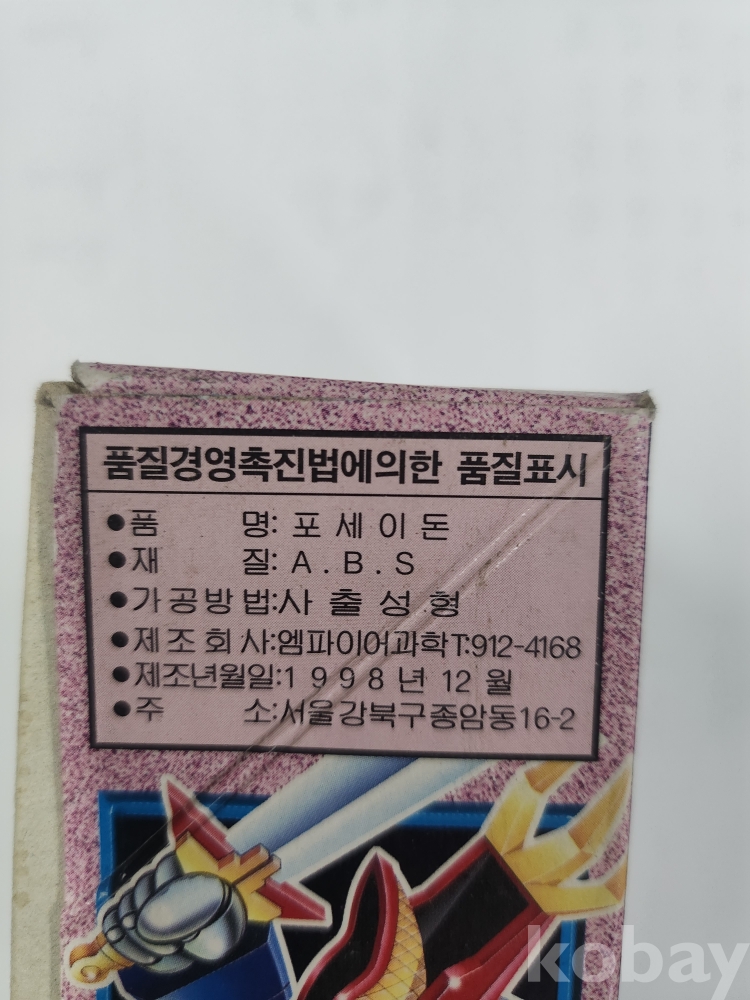 품질경영촉진법에의한 품질표시
●품 명: 포세이돈
●재 질: A.B.S
●가공방법:사출성형
●제조회사:엠파이어과학 T:912-4168
●제조년월일:1998년 12월
●주 소:서울강북구종암동16-2
kobay